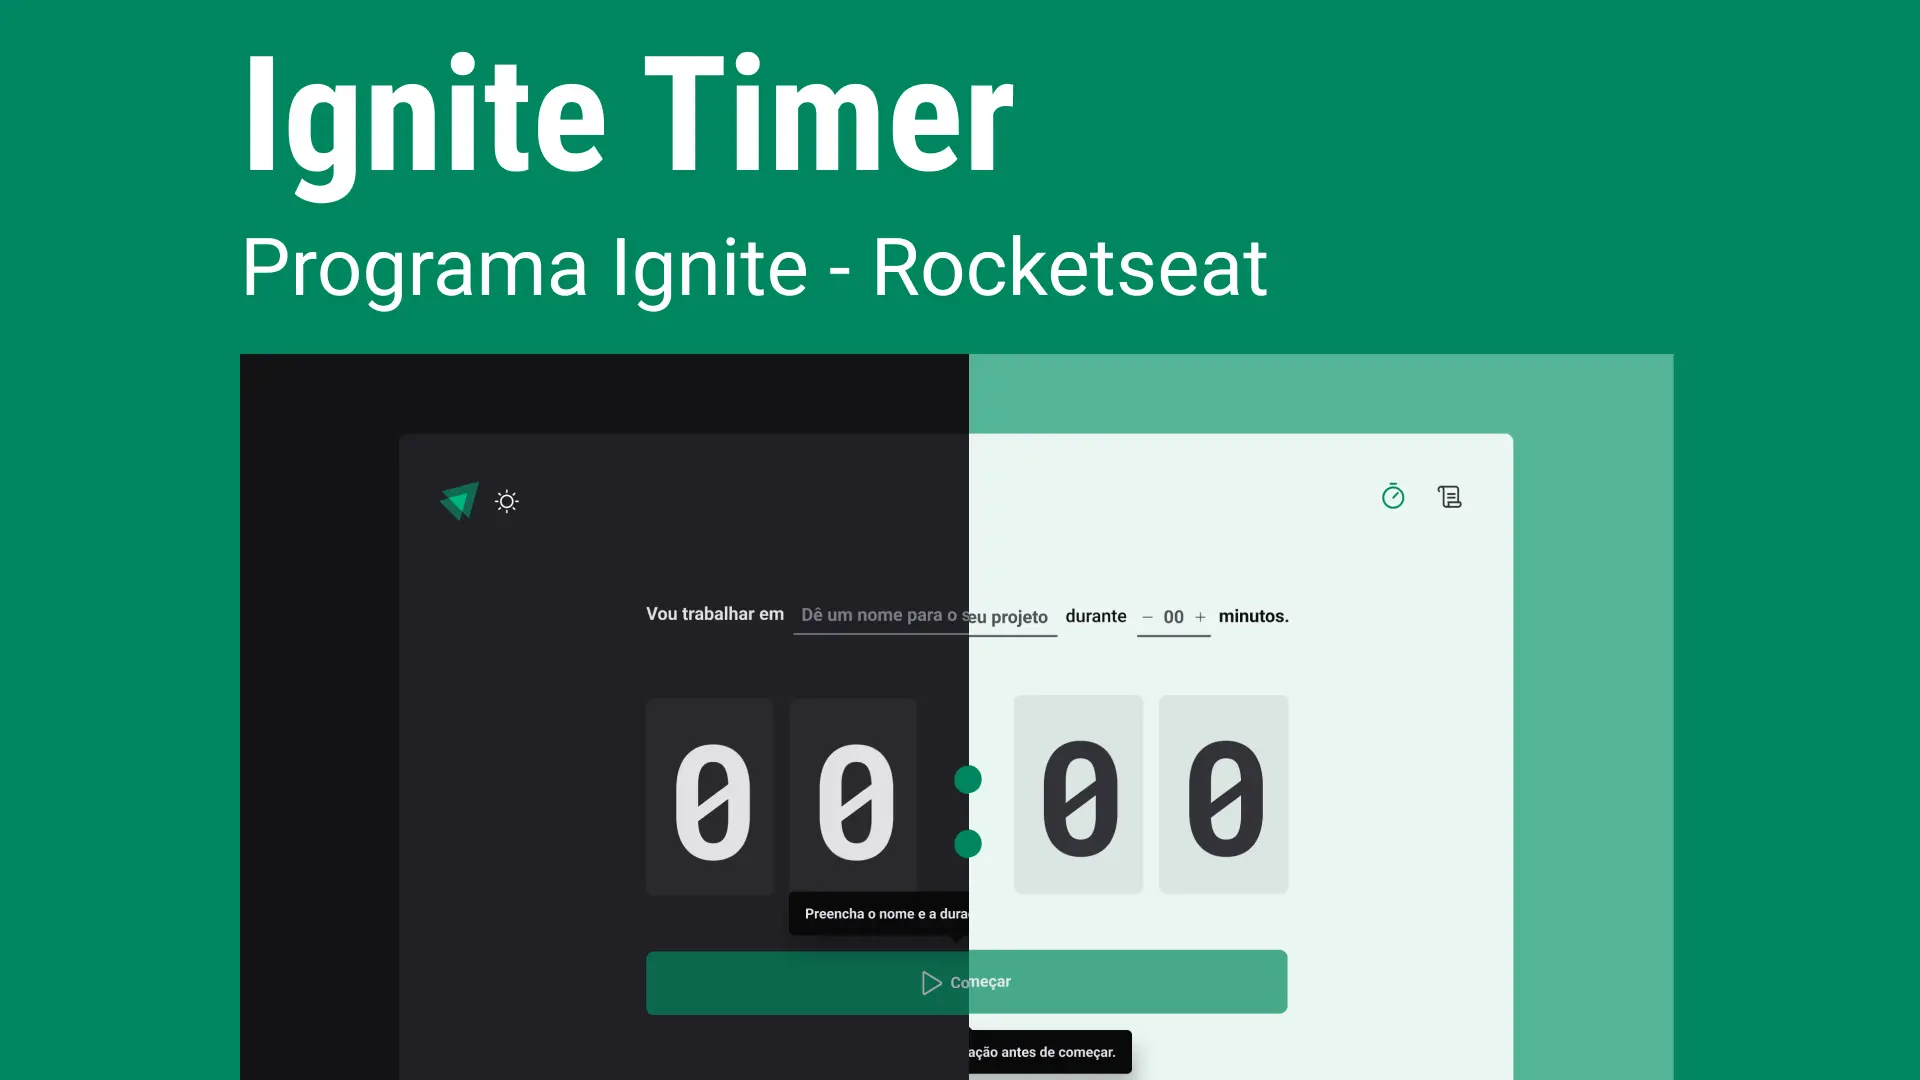 Ignite Timer
Programa Ignite - Rocketseat
Vou trabalhar em Dê um nome para o seu projeto durante − 00 + minutos.
0 0 : 0 0
Preencha o nome e a dura
Começar
ação antes de começar.